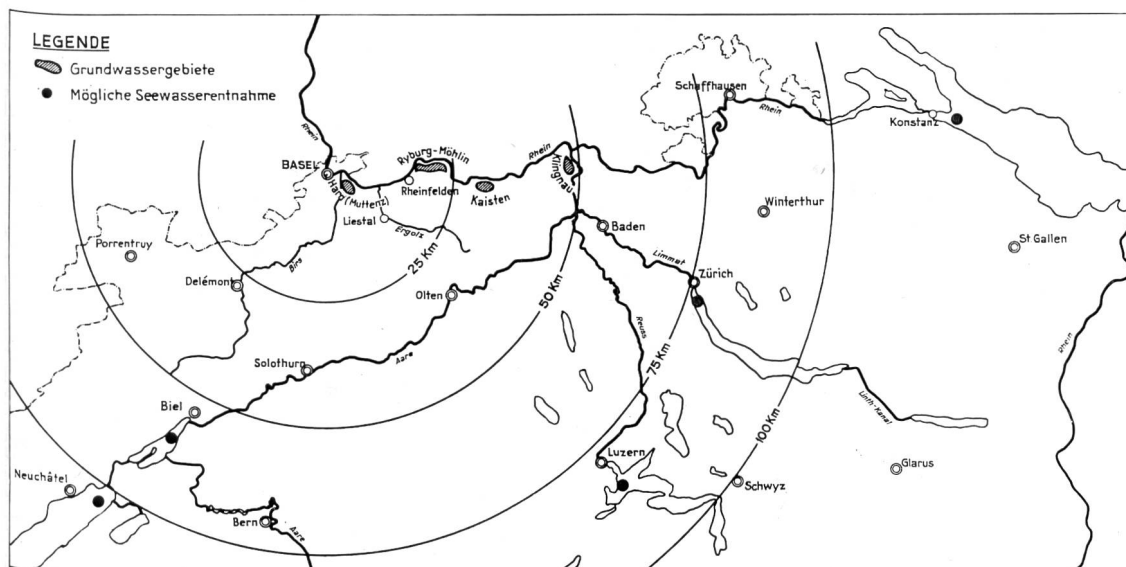 LEGENDE
Grundwassergebiete
Mögliche Seewasserentnahme
Schaffhausen
Rhein
Konstanz
Rhein
BASEL
Ryburg-Möhlin
Rhein
Klingnau
Hard (Muttenz)
Rheinfelden
Kaisten
Liestal
Ergolz
Winterthur
Baden
St.Gallen
Porrentruy
Birs
25 Km
Limmat
Zürich
Delémont
Olten
50 Km
Reuss
Rhein
Solothurn
Aare
75 Km
Biel
Linth-Kanal
100 Km
Luzern
Glarus
Neuchâtel
Schwyz
Bern
Aare